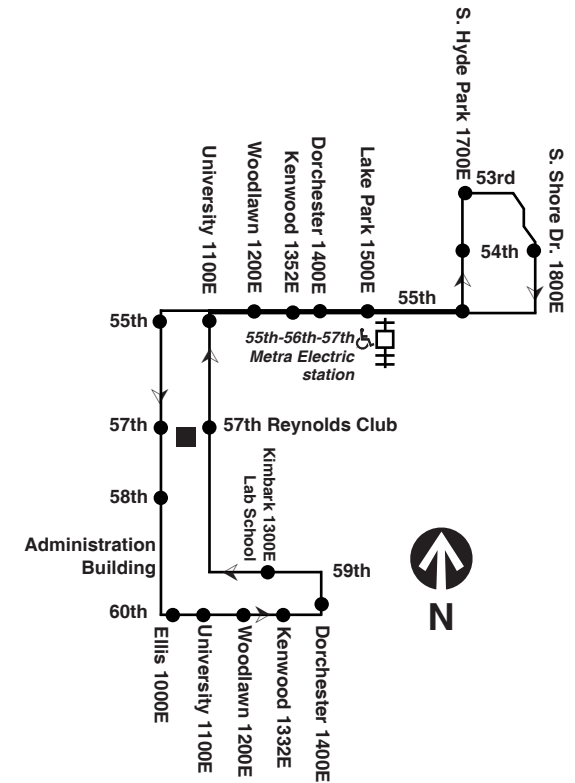 S. Hyde Park 1700E
S. Shore Dr. 1800E
53rd
54th
University 1100E
Woodlawn 1200E
Kenwood 1352E
Dorchester 1400E
Lake Park 1500E
55th
55th
55th-56th-57th
Metra Electric
station
57th
57th Reynolds Club
58th
Kimbark 1300E
Lab School
Administration
Building
59th
60th
Ellis 1000E
University 1100E
Woodlawn 1200E
Kenwood 1332E
Dorchester 1400E
N